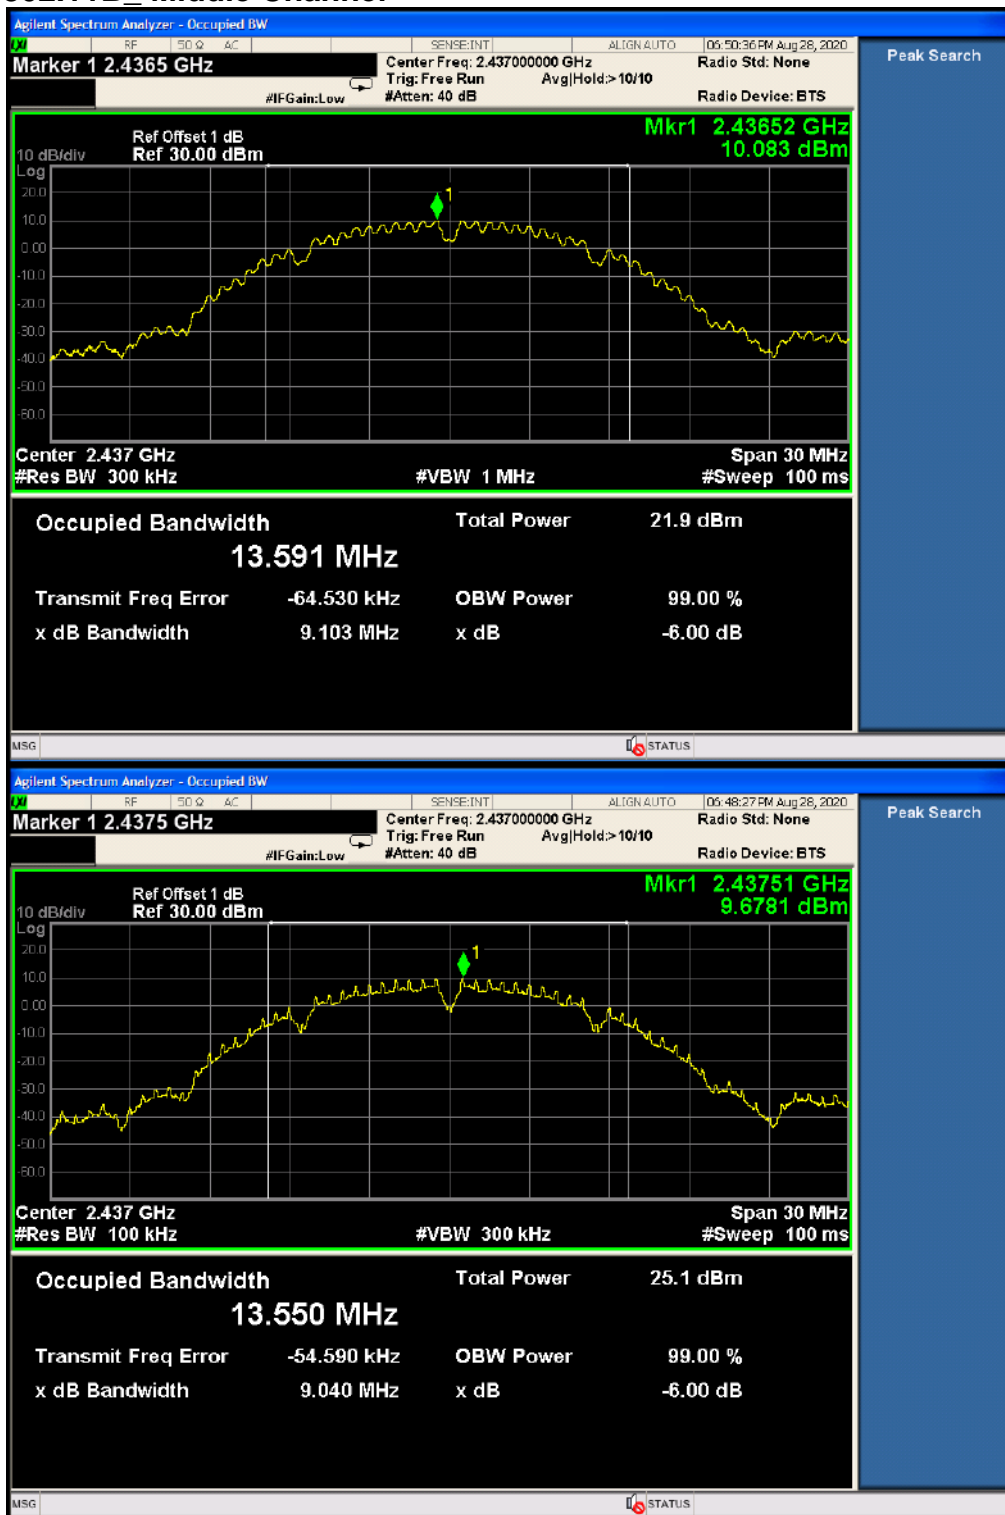 802.11B_ Middle Channel
Agilent Spectrum Analyzer - Occupied BW
LXI RF 50 Ω AC SENSE:INT ALIGN AUTO 06:50:36 PM Aug 28, 2020
Marker 1 2.4365 GHz Center Freq: 2.437000000 GHz Radio Std: None Peak Search
Trig: Free Run Avg|Hold:>10/10
#IFGain:Low #Atten: 40 dB Radio Device: BTS
Mkr1 2.43652 GHz
Ref Offset 1 dB
10 dB/div Ref 30.00 dBm 10.083 dBm
Log
20.0
1
10.0
0.00
-10.0
-20.0
-30.0
-40.0
-50.0
-60.0
Center 2.437 GHz Span 30 MHz
#Res BW 300 kHz #VBW 1 MHz #Sweep 100 ms
Occupied Bandwidth Total Power 21.9 dBm
13.591 MHz
Transmit Freq Error -64.530 kHz OBW Power 99.00 %
x dB Bandwidth 9.103 MHz x dB -6.00 dB
MSG STATUS
Agilent Spectrum Analyzer - Occupied BW
LXI RF 50 Ω AC SENSE:INT ALIGN AUTO 06:48:27 PM Aug 28, 2020
Marker 1 2.4375 GHz Center Freq: 2.437000000 GHz Radio Std: None Peak Search
Trig: Free Run Avg|Hold:>10/10
#IFGain:Low #Atten: 40 dB Radio Device: BTS
Mkr1 2.43751 GHz
Ref Offset 1 dB
10 dB/div Ref 30.00 dBm 9.6781 dBm
Log
20.0
1
10.0
0.00
-10.0
-20.0
-30.0
-40.0
-50.0
-60.0
Center 2.437 GHz Span 30 MHz
#Res BW 100 kHz #VBW 300 kHz #Sweep 100 ms
Occupied Bandwidth Total Power 25.1 dBm
13.550 MHz
Transmit Freq Error -54.590 kHz OBW Power 99.00 %
x dB Bandwidth 9.040 MHz x dB -6.00 dB
MSG STATUS